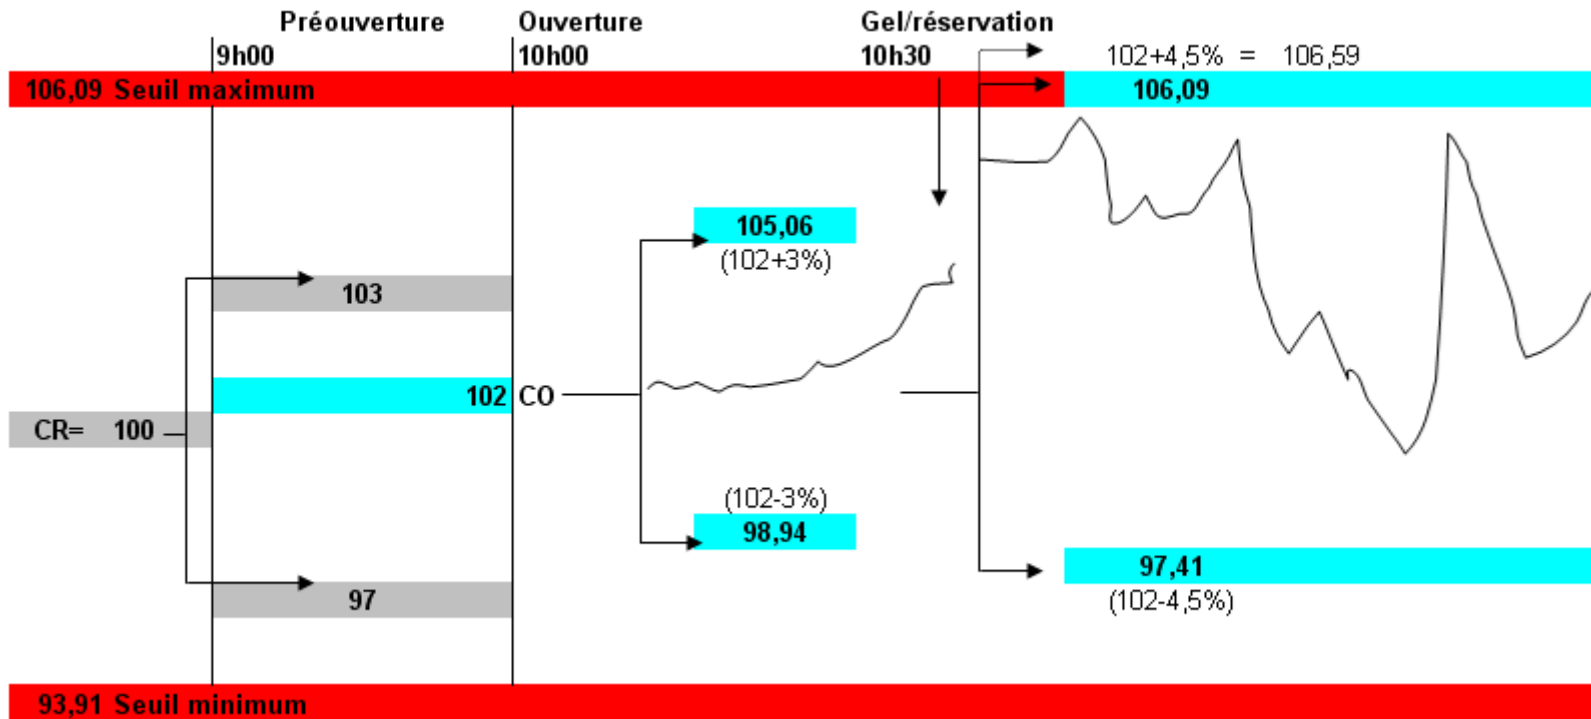 Préouverture Ouverture Gel/réservation
9h00 10h00 10h30 102+4,5% = 106,59
106,09 Seuil maximum 106,09
105,06
(102+3%)
103
102 CO
CR= 100
(102-3%)
98,94
97,41
97 (102-4,5%)
93,91 Seuil minimum